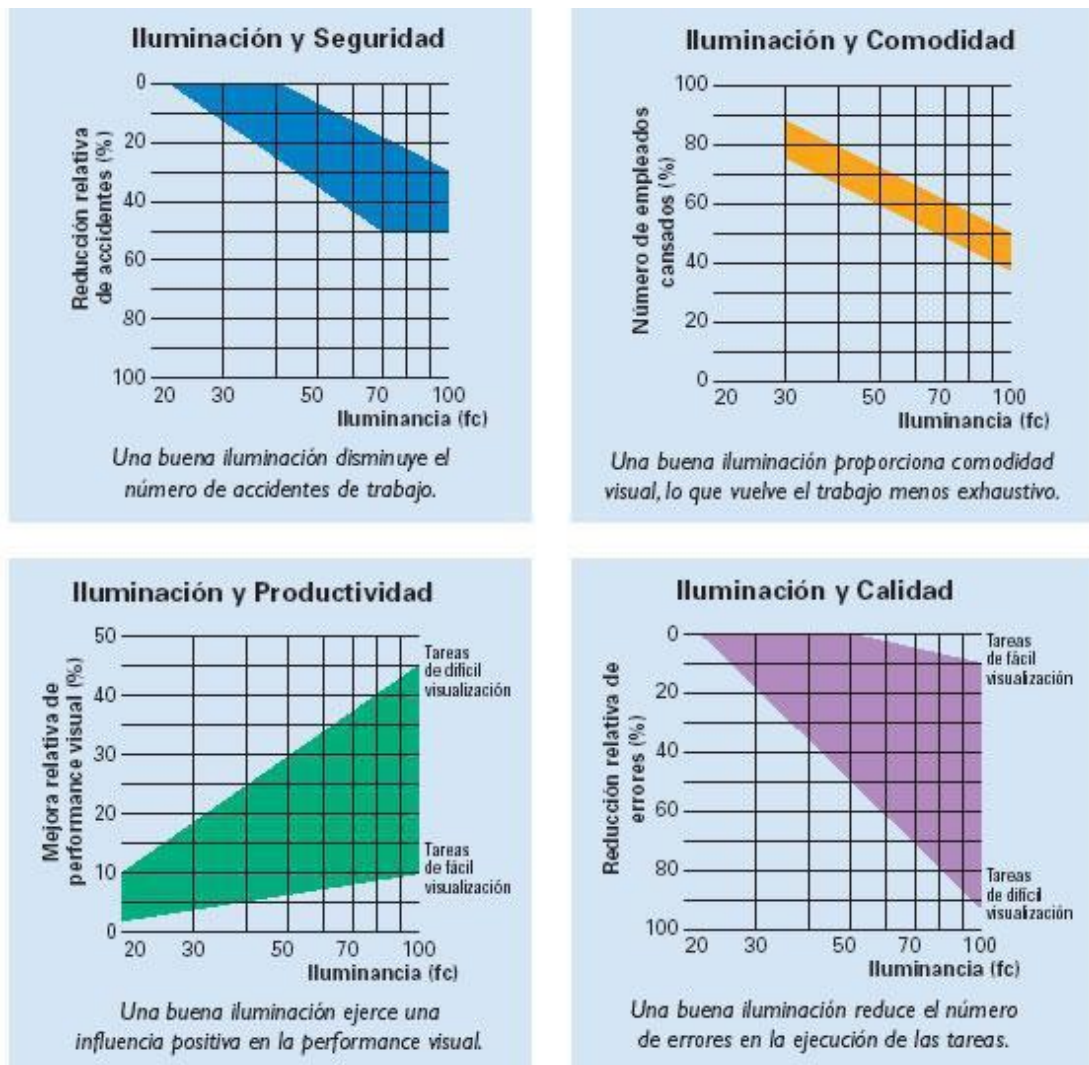 Iluminación y Seguridad
Reducción relativa
de accidentes (%)
0
20
40
60
80
100
20 30 50 70 100
Iluminancia (fc)
Una buena iluminación disminuye el
número de accidentes de trabajo.
Iluminación y Comodidad
Número de empleados
cansados (%)
100
80
60
40
20
0
20 30 50 70 100
Iluminancia (fc)
Una buena iluminación proporciona comodidad
visual, lo que vuelve el trabajo menos exhaustivo.
Iluminación y Productividad
Mejora relativa de
performance visual (%)
50
40
30
20
10
0
Tareas
de difícil
visualización
Tareas
de fácil
visualización
20 30 50 70 100
Iluminancia (fc)
Una buena iluminación ejerce una
influencia positiva en la performance visual.
Iluminación y Calidad
Reducción relativa de
errores (%)
0
20
40
60
80
100
Tareas
de fácil
visualización
Tareas
de difícil
visualización
20 30 50 70 100
Iluminancia (fc)
Una buena iluminación reduce el número
de errores en la ejecución de las tareas.